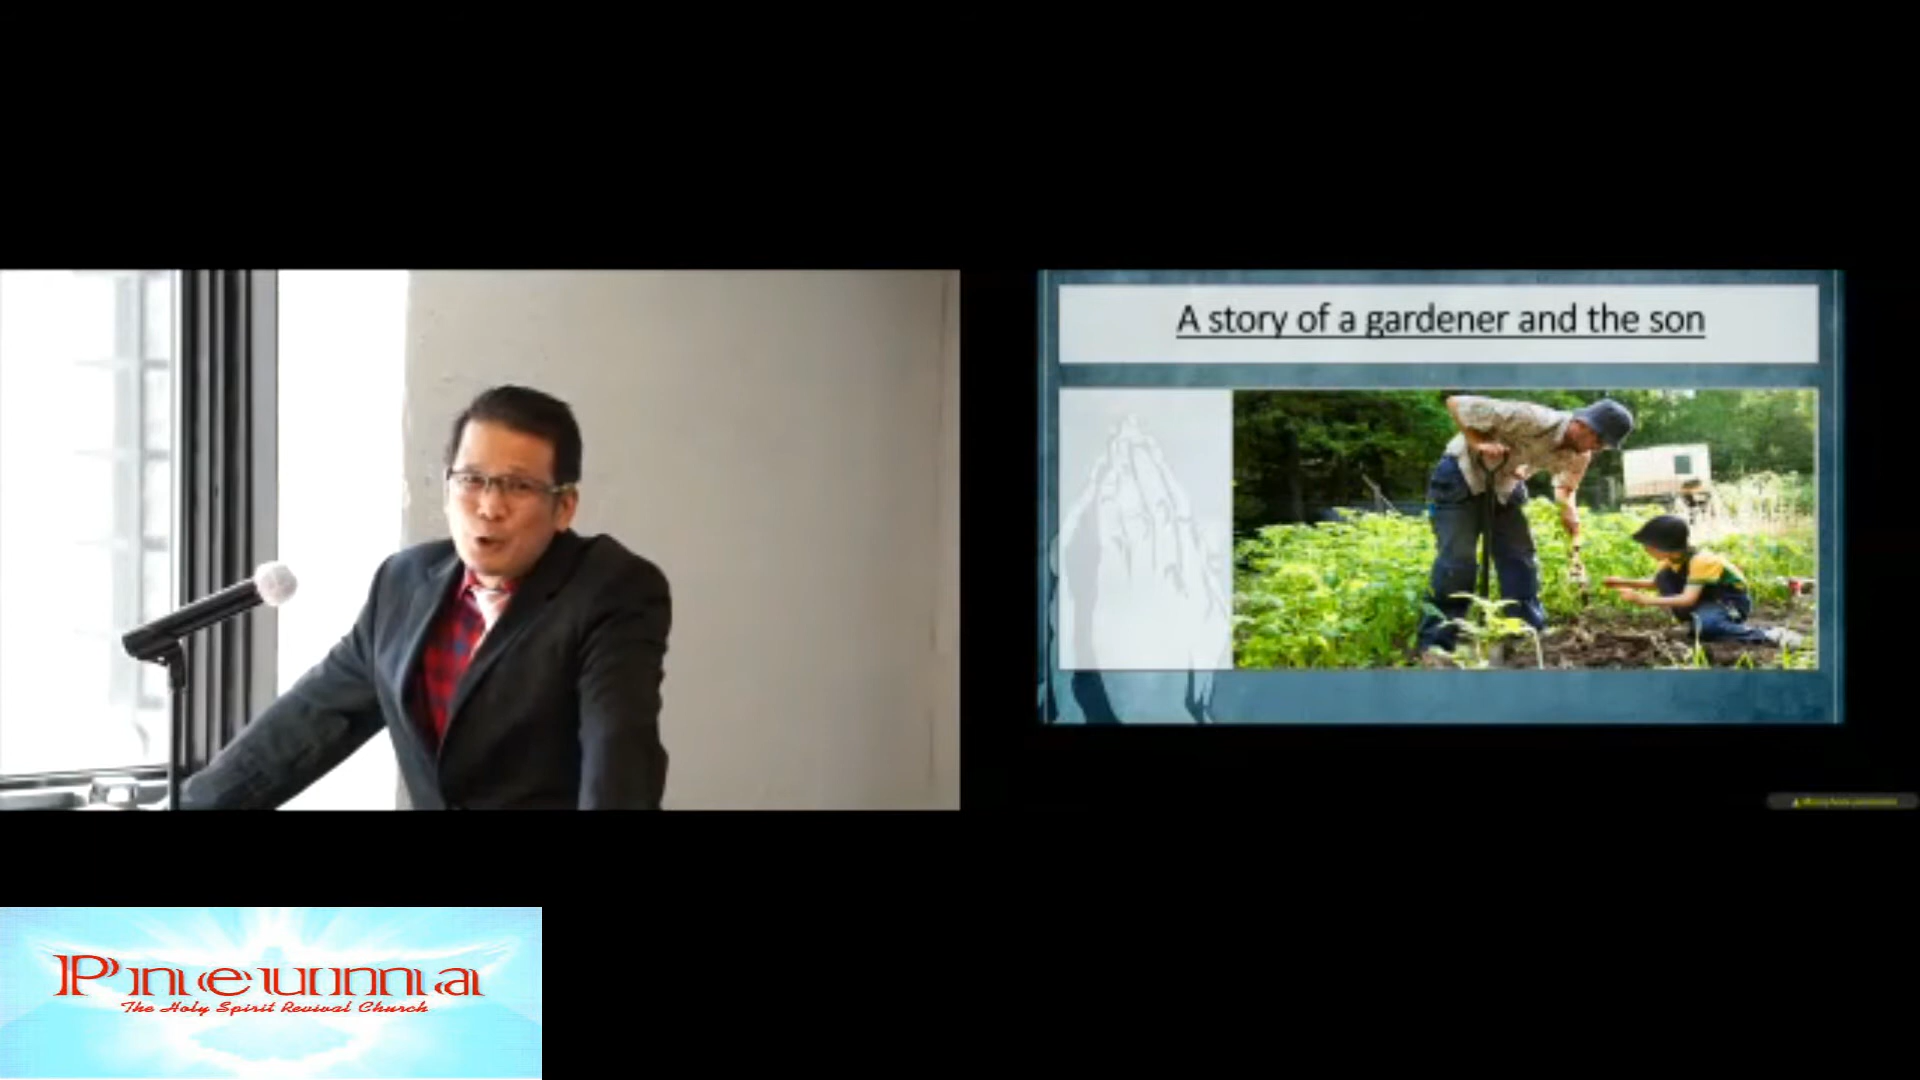 A story of a gardener and the son
Pneuma
The Holy Spirit Revival Church